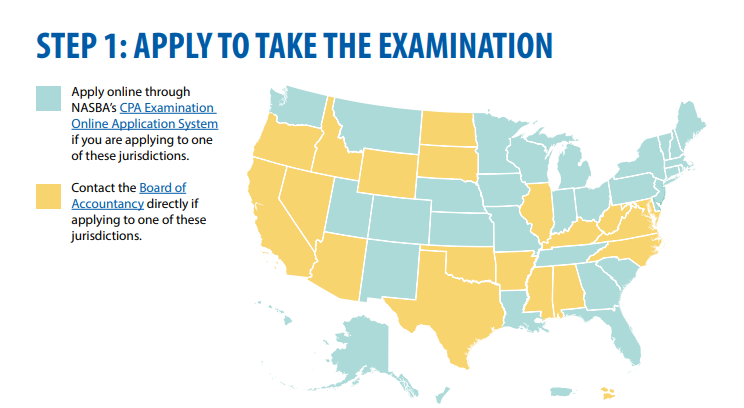 STEP 1: APPLY TO TAKE THE EXAMINATION
Apply online through
NASBA's CPA Examination
Online Application System
if you are applying to one
of these jurisdictions.
Contact the Board of
Accountancy directly if
applying to one of these
jurisdictions.